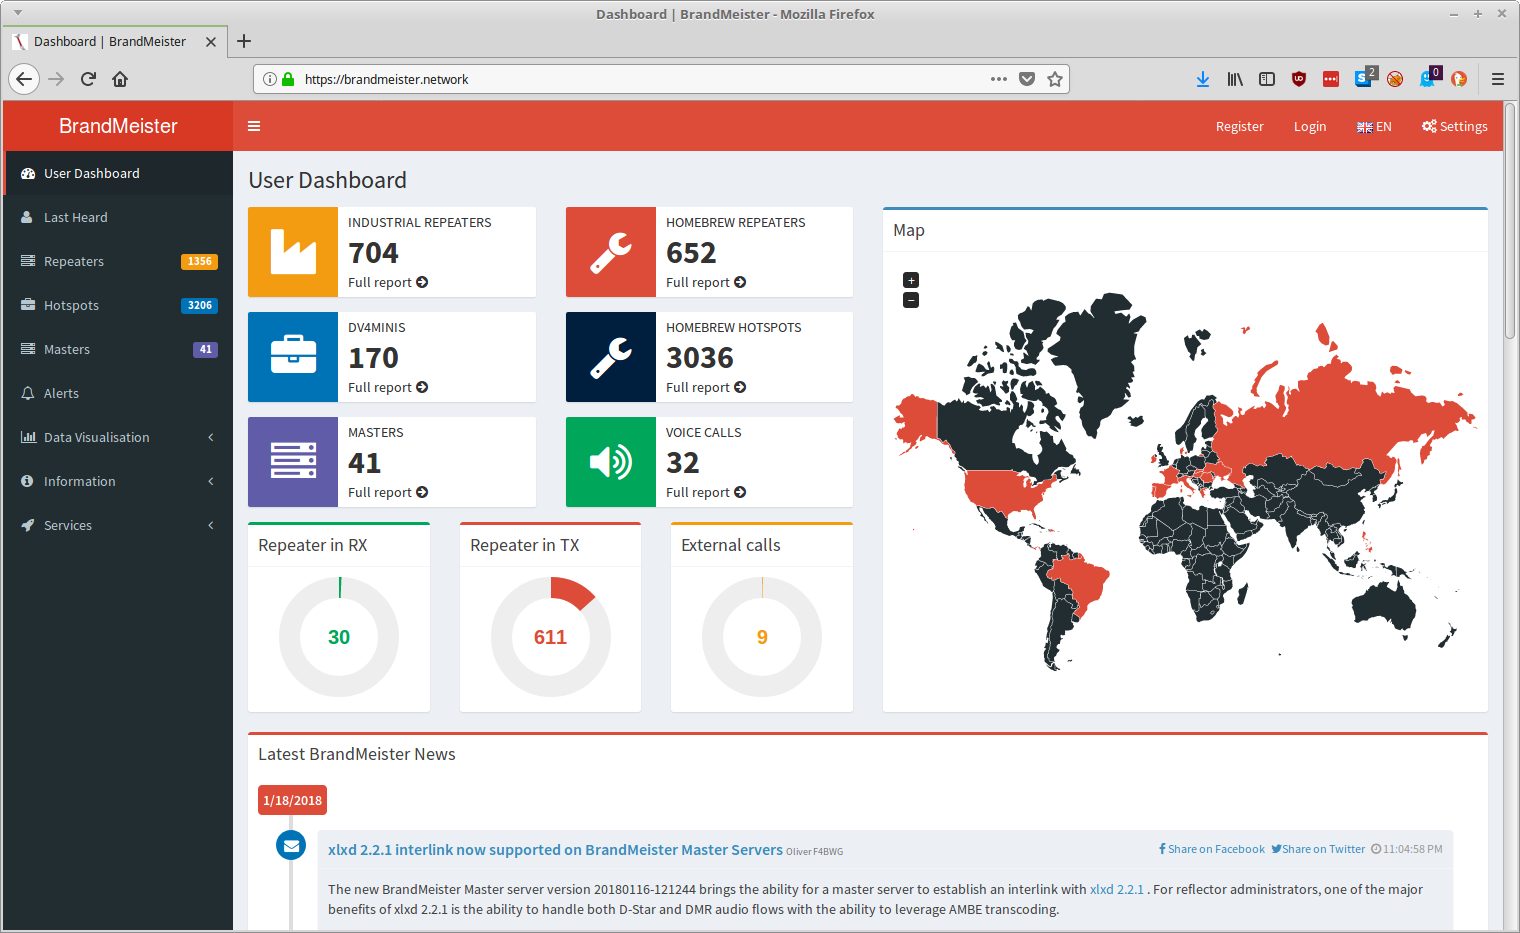 Dashboard | BrandMeister - Mozilla Firefox
Dashboard | BrandMeister
https://brandmeister.network
2
0
BrandMeister
Register
Login
EN
Settings
User Dashboard
Last Heard
Repeaters 1356
Hotspots 3206
Masters 41
Alerts
Data Visualisation
Information
Services
User Dashboard
INDUSTRIAL REPEATERS
704
Full report
HOMEBREW REPEATERS
652
Full report
DV4MINIS
170
Full report
HOMEBREW HOTSPOTS
3036
Full report
MASTERS
41
Full report
VOICE CALLS
32
Full report
Repeater in RX
30
Repeater in TX
611
External calls
9
Map
+
−
Latest BrandMeister News
1/18/2018
xlxd 2.2.1 interlink now supported on BrandMeister Master Servers Oliver F4BWG
Share on Facebook Share on Twitter 11:04:58 PM
The new BrandMeister Master server version 20180116-121244 brings the ability for a master server to establish an interlink with xlxd 2.2.1 . For reflector administrators, one of the major
benefits of xlxd 2.2.1 is the ability to handle both D-Star and DMR audio flows with the ability to leverage AMBE transcoding.